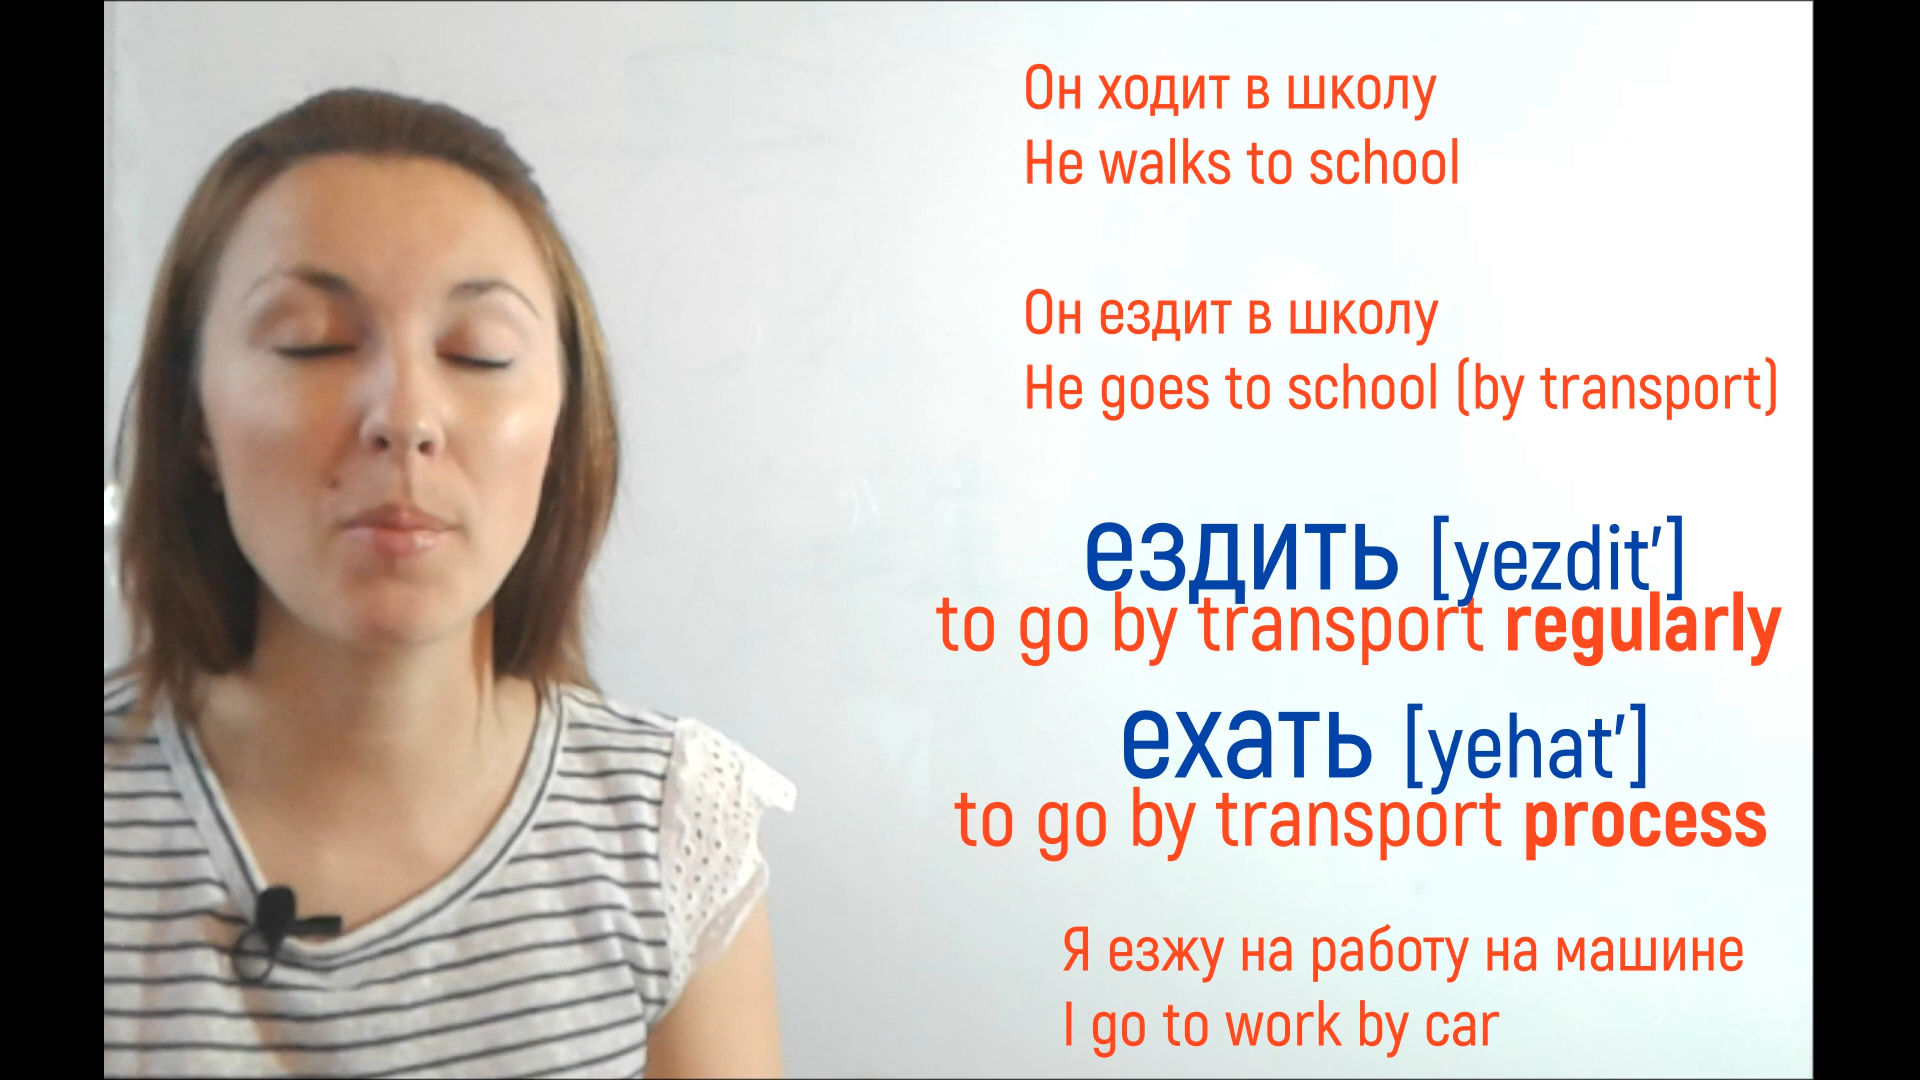 Он ходит в школу
He walks to school
Он ездит в школу
He goes to school (by transport)
ездить [yezdit']
to go by transport regularly
ехать [yehat']
to go by transport process
Я езжу на работу на машине
I go to work by car